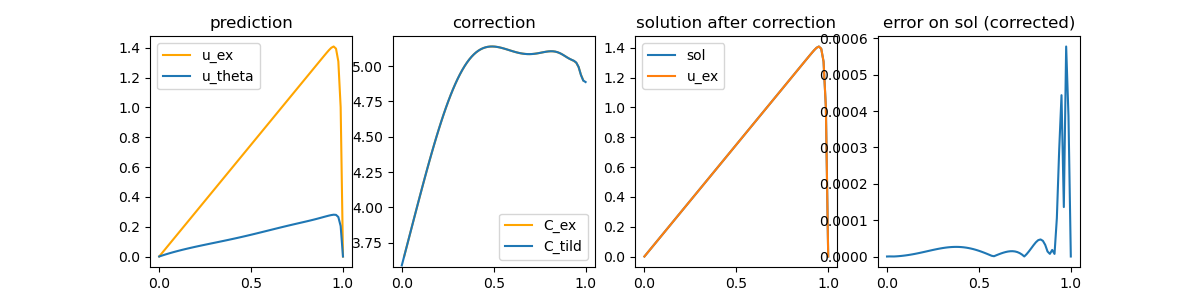 prediction
u_ex
u_theta
1.4
1.2
1.0
0.8
0.6
0.4
0.2
0.0
0.0 0.5 1.0
correction
C_ex
C_tild
5.00
4.75
4.50
4.25
4.00
3.75
0.0 0.5 1.0
solution after correction
sol
u_ex
1.4
1.2
1.0
0.8
0.6
0.4
0.2
0.0
0.0 0.5 1.0
error on sol (corrected)
0.0006
0.0005
0.0004
0.0003
0.0002
0.0001
0.0000
0.0 0.5 1.0